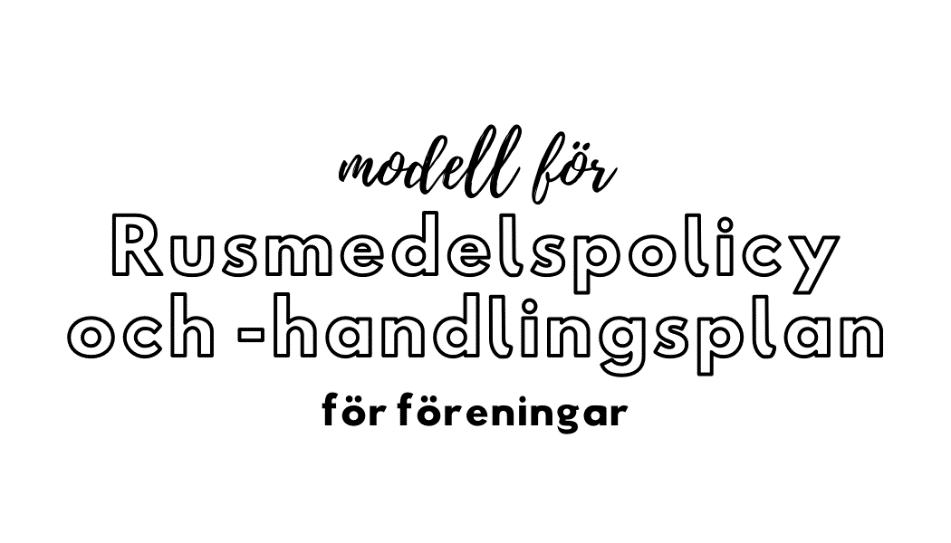 modell för
Rusmedelspolicy
och -handlingsplan
för föreningar